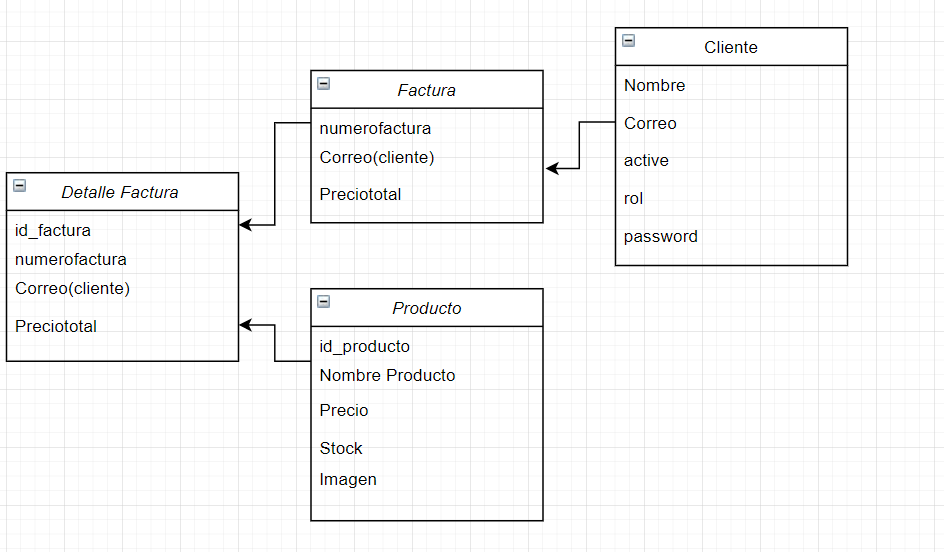 Cliente
Nombre
Correo
active
rol
password
Factura
numerofactura
Correo(cliente)
Preciototal
Detalle Factura
id_factura
numerofactura
Correo(cliente)
Preciototal
Producto
id_producto
Nombre Producto
Precio
Stock
Imagen